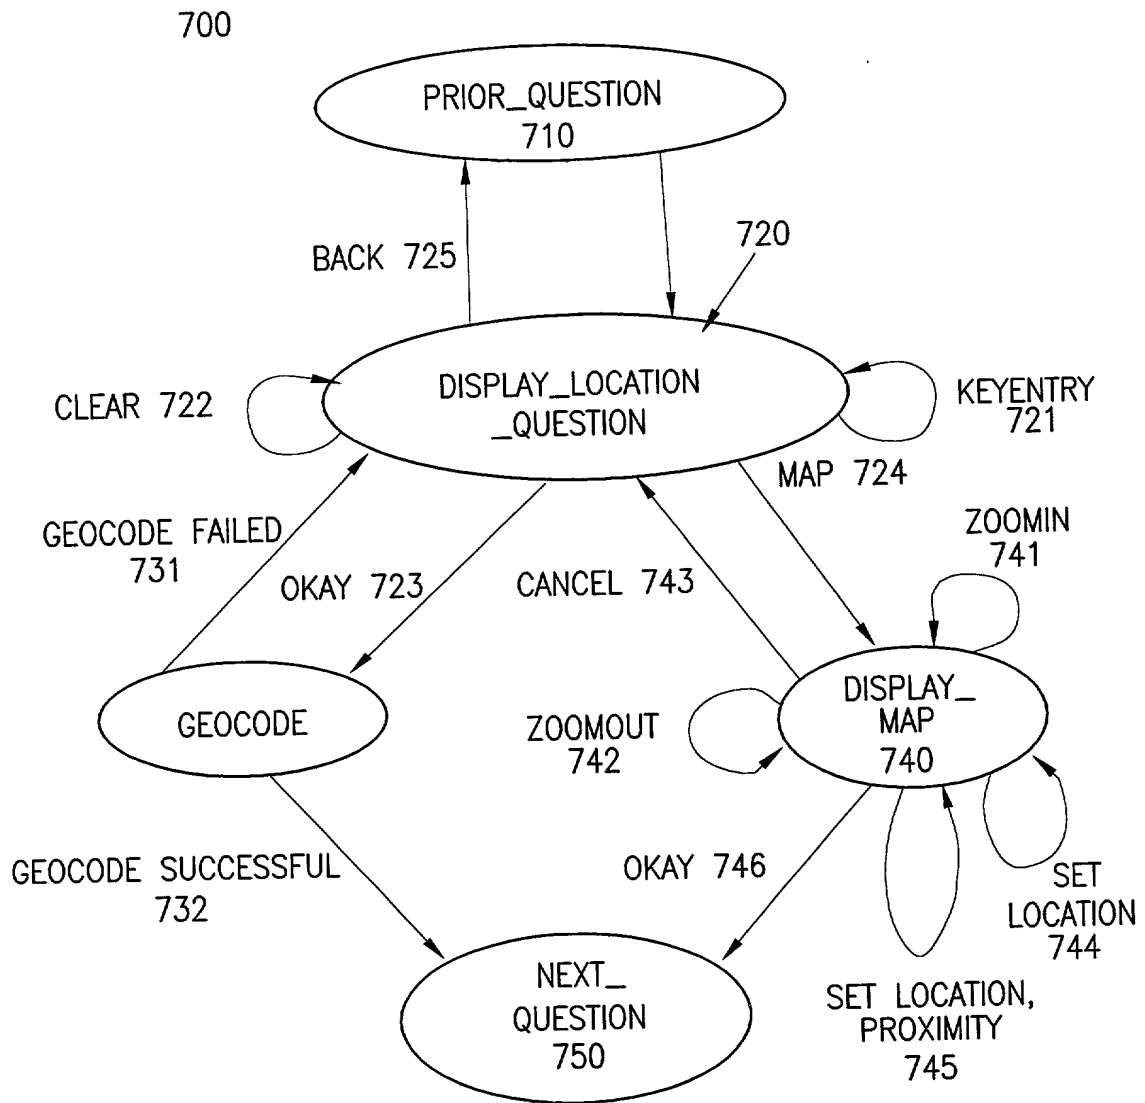 700
PRIOR_QUESTION
710
BACK 725
720
DISPLAY_LOCATION
_QUESTION
CLEAR 722
KEYENTRY
721
MAP 724
GEOCODE FAILED
731
OKAY 723
CANCEL 743
ZOOMIN
741
GEOCODE
ZOOMOUT
742
DISPLAY_
MAP
740
GEOCODE SUCCESSFUL
732
OKAY 746
SET
LOCATION
744
NEXT_
QUESTION
750
SET LOCATION,
PROXIMITY
745